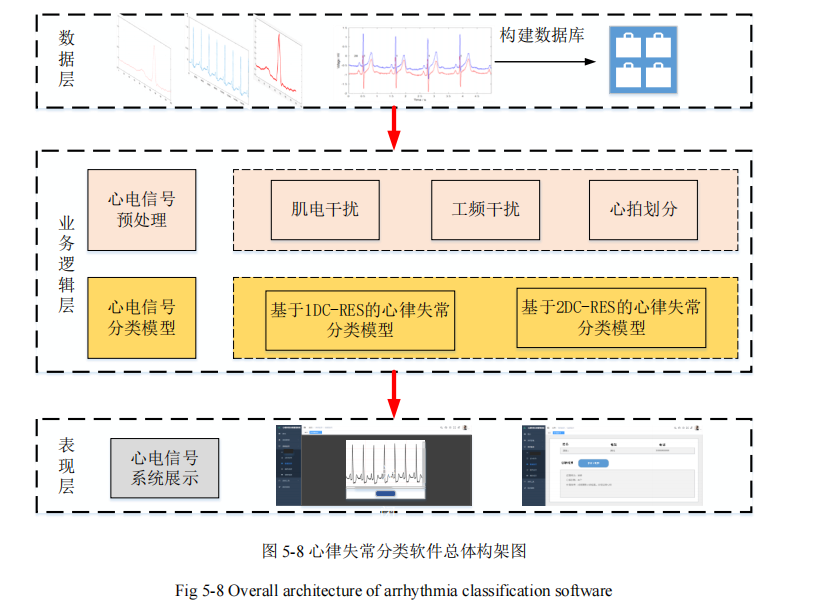 数据层
构建数据库
业务逻辑层
心电信号
预处理
肌电干扰
工频干扰
心拍划分
心电信号
分类模型
基于1DC-RES的心律失常
分类模型
基于2DC-RES的心律失常
分类模型
表现层
心电信号
系统展示
图 5-8 心律失常分类软件总体构架图
Fig 5-8 Overall architecture of arrhythmia classification software